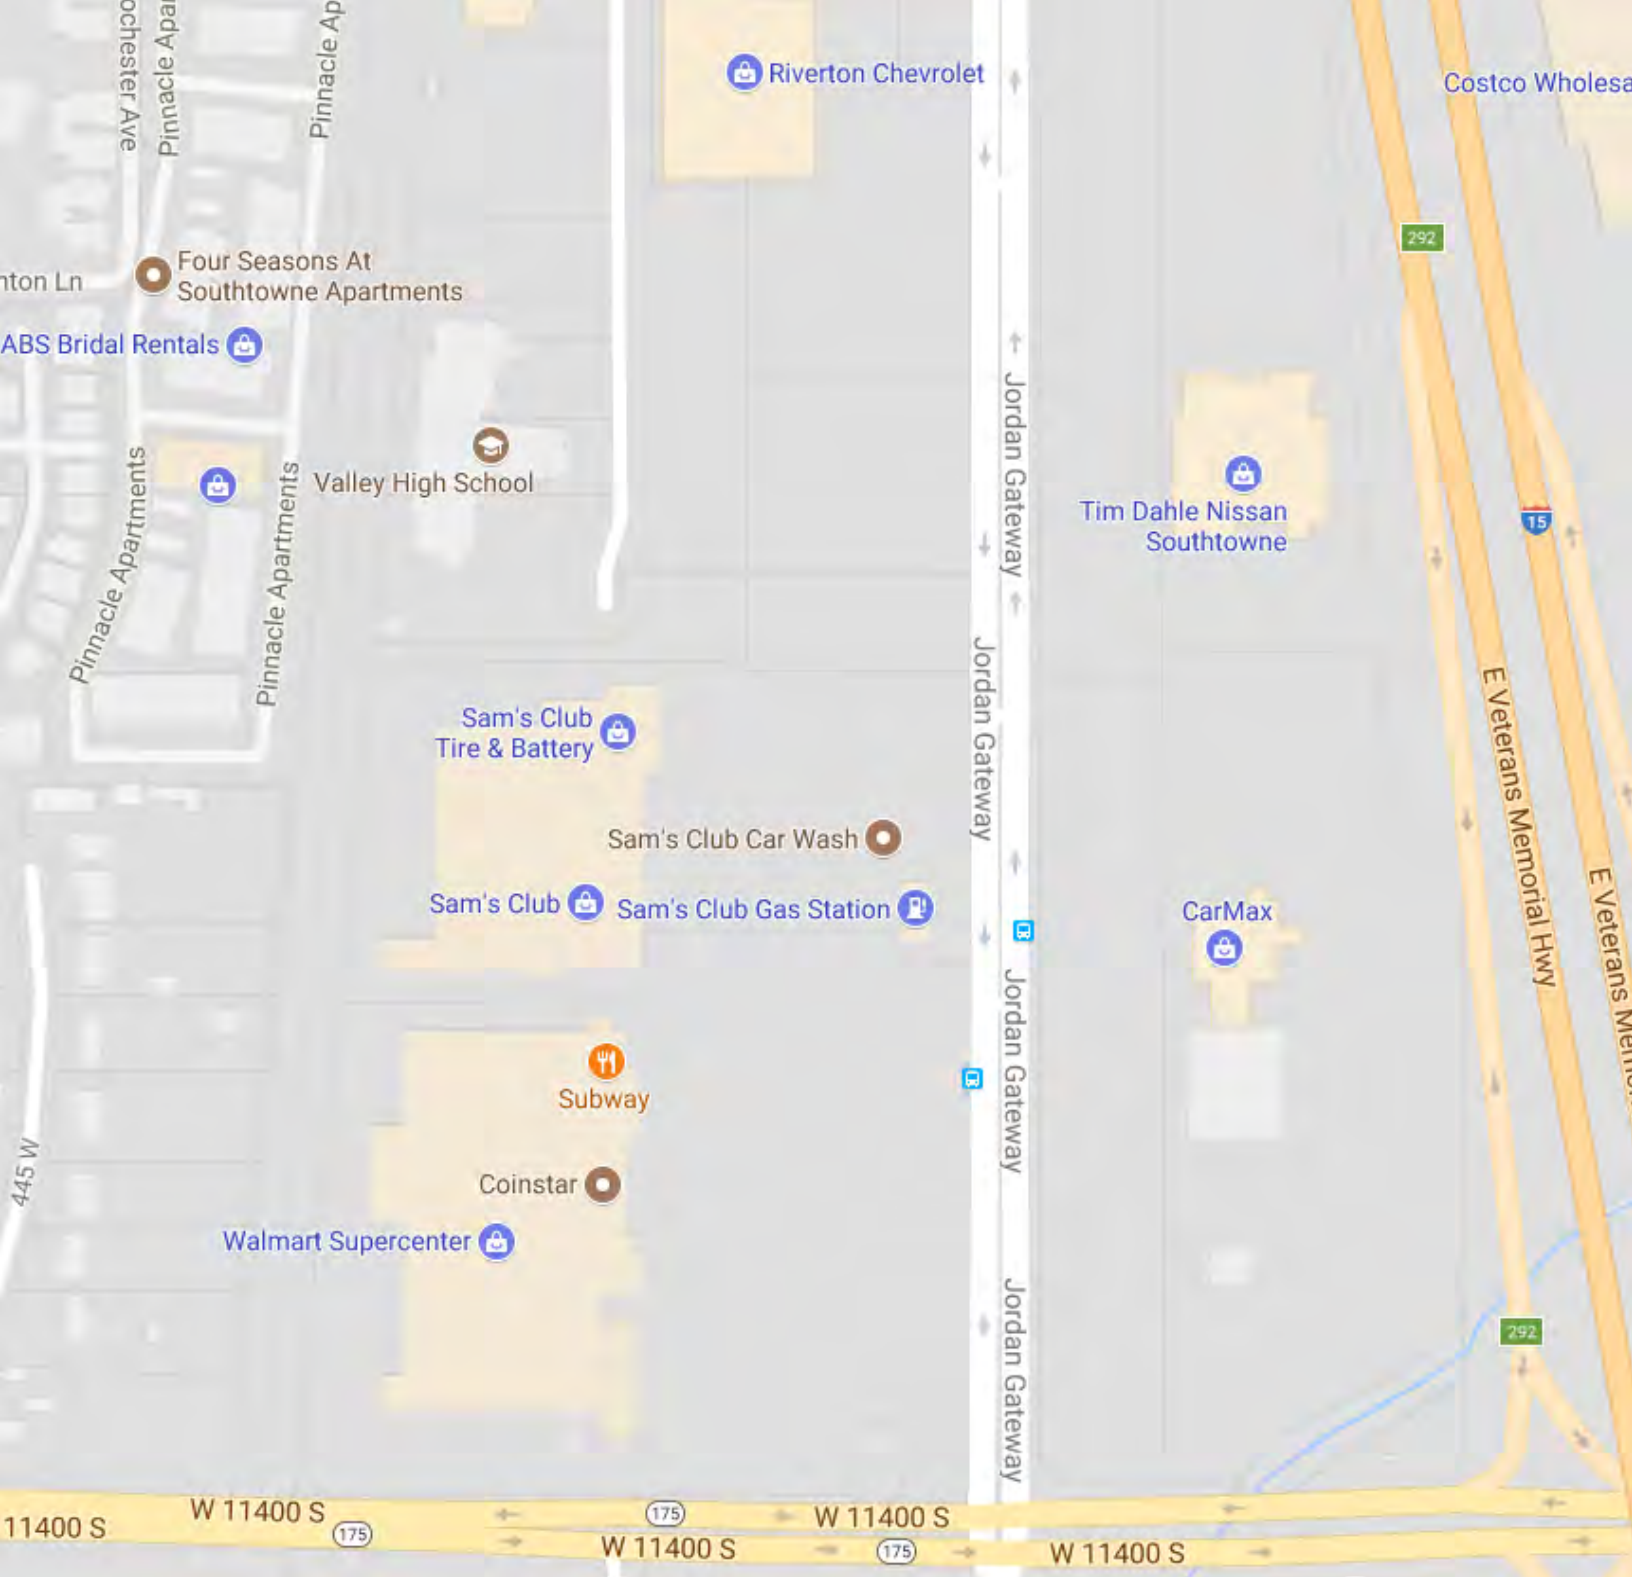 ochester Ave
Pinnacle Apar
Pinnacle Ap
Riverton Chevrolet
Costco Wholesa
292
nton Ln
Four Seasons At
Southtowne Apartments
ABS Bridal Rentals
Jordan Gateway
Valley High School
Pinnacle Apartments
Pinnacle Apartments
Tim Dahle Nissan
Southtowne
15
Jordan Gateway
E Veterans Memorial Hwy
Sam's Club
Tire & Battery
Sam's Club Car Wash
Sam's Club
Sam's Club Gas Station
CarMax
E Veterans Memor
Jordan Gateway
Subway
445 W
Coinstar
Walmart Supercenter
Jordan Gateway
292
W 11400 S
175
W 11400 S
11400 S
175
W 11400 S
175
W 11400 S